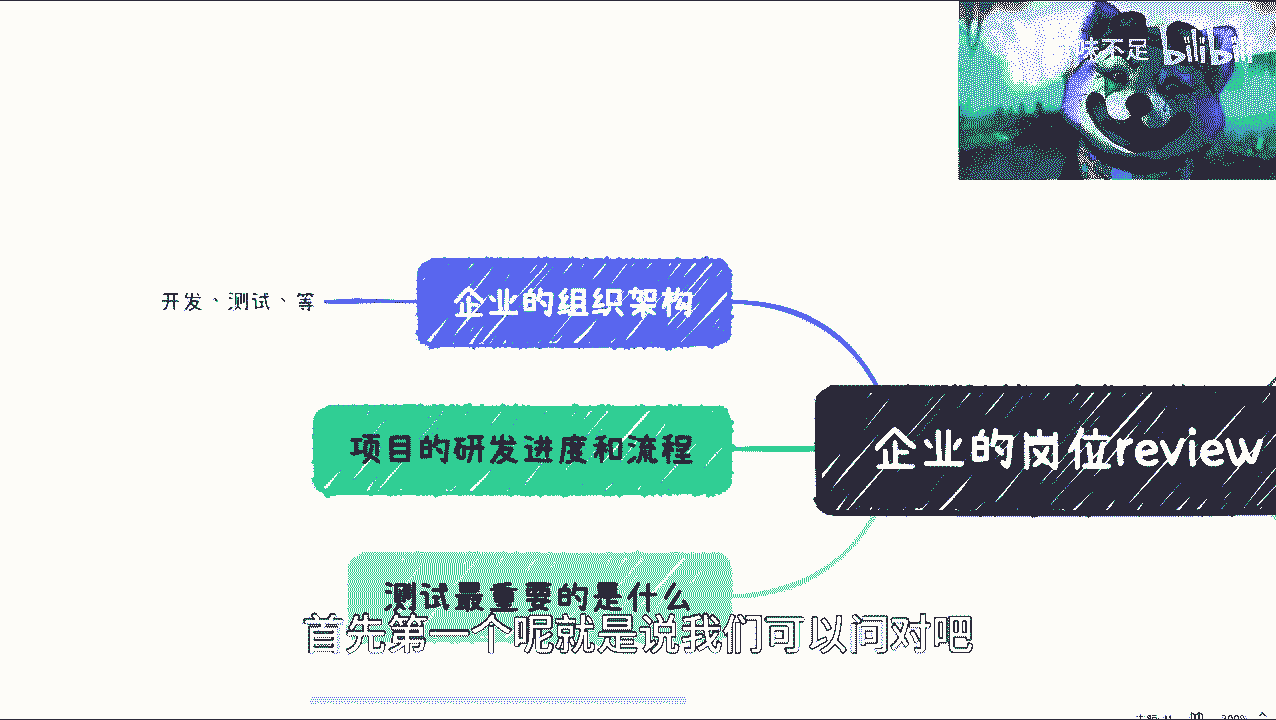 味不足 bilibili
企业的组织架构
开发、测试、等
项目的研发进度和流程
企业的岗位review
测试最重要的是什么
首先第一个呢就是说我们可以问对吧